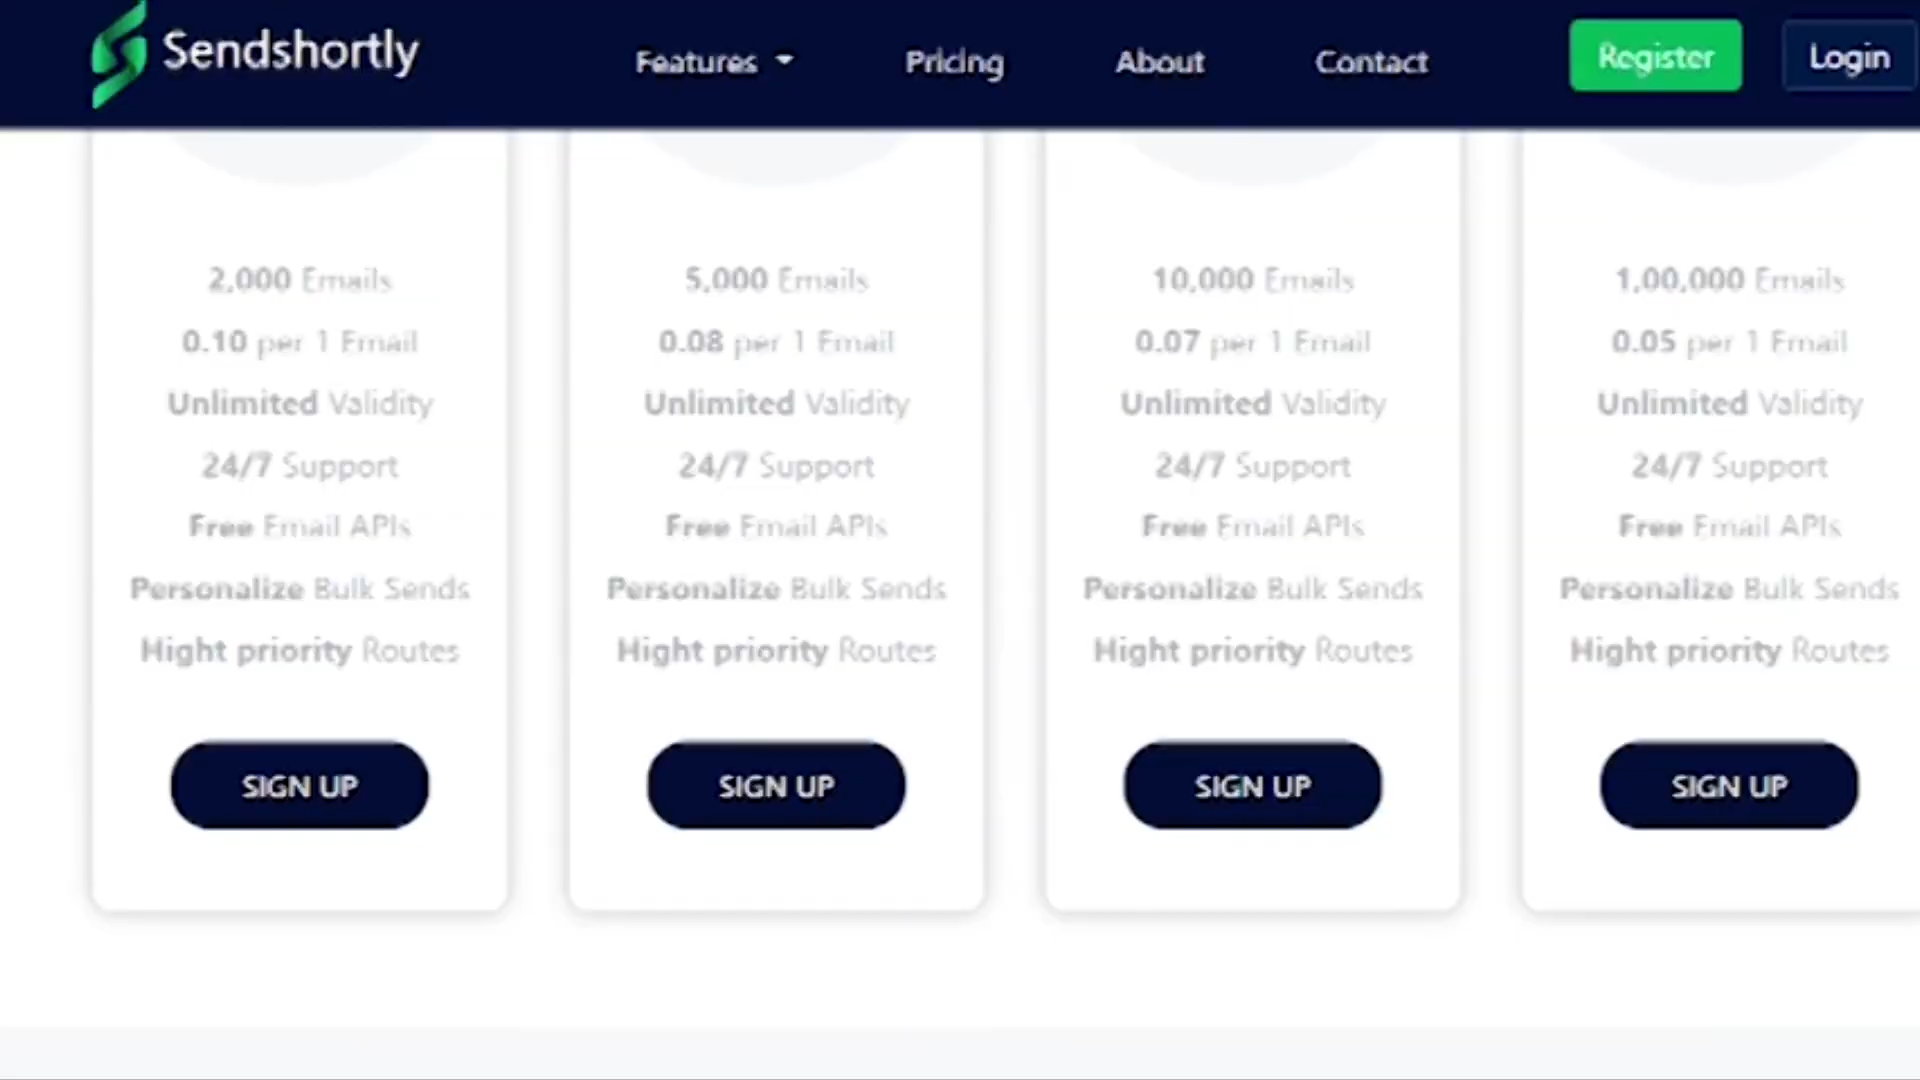 Sendshortly
Features
Pricing
About
Contact
Register
Login
2,000 Emails
0.10 per 1 Email
Unlimited Validity
24/7 Support
Free Email APIs
Personalize Bulk Sends
Hight priority Routes
SIGN UP
5,000 Emails
0.08 per 1 Email
Unlimited Validity
24/7 Support
Free Email APIs
Personalize Bulk Sends
Hight priority Routes
SIGN UP
10,000 Emails
0.07 per 1 Email
Unlimited Validity
24/7 Support
Free Email APIs
Personalize Bulk Sends
Hight priority Routes
SIGN UP
1,00,000 Emails
0.05 per 1 Email
Unlimited Validity
24/7 Support
Free Email APIs
Personalize Bulk Sends
Hight priority Routes
SIGN UP